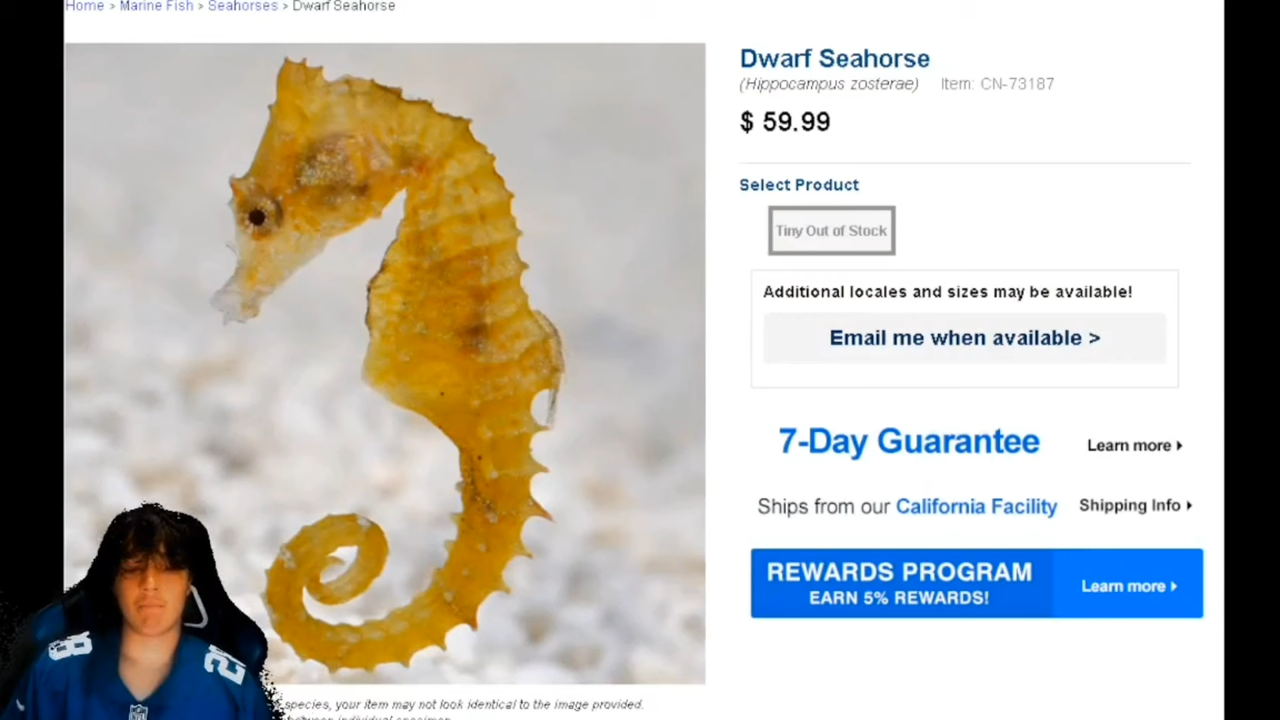 Home > Marine Fish > Seahorses > Dwarf Seahorse
Dwarf Seahorse
(Hippocampus zosterae) Item: CN-73187
$ 59.99
Select Product
Tiny Out of Stock
Additional locales and sizes may be available!
Email me when available >
7-Day Guarantee Learn more
Ships from our California Facility Shipping Info
REWARDS PROGRAM
EARN 5% REWARDS!
Learn more
species, your item may not look identical to the image provided.
between individual specimen